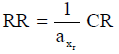 RR = 1/a_{x_r} CR